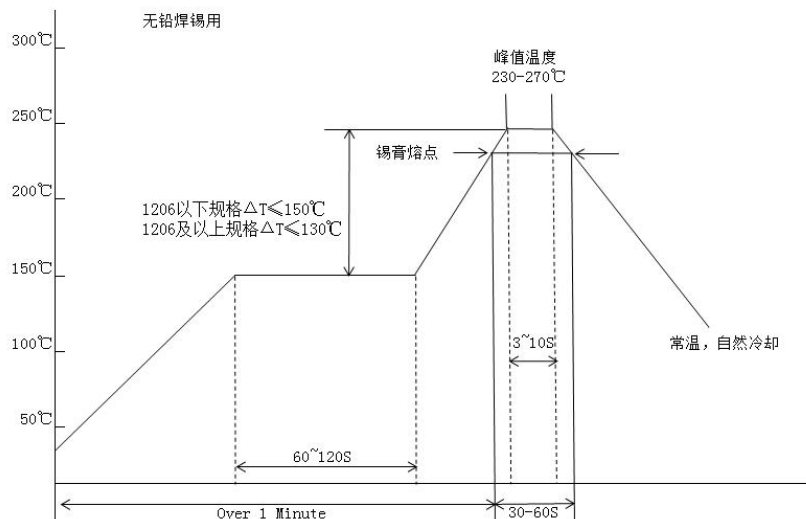 无铅焊锡用
300℃
峰值温度
230-270℃
250℃
锡膏熔点
200℃
1206以下规格△T≤150℃
1206及以上规格△T≤130℃
150℃
100℃
3~10S
常温，自然冷却
50℃
60~120S
Over 1 Minute
30-60S